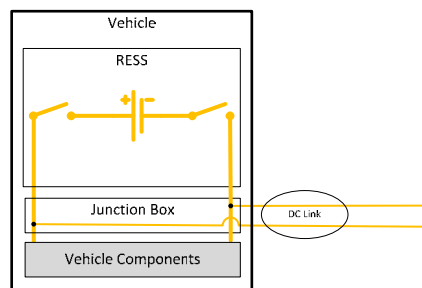 Vehicle
RESS
+ −
Junction Box
DC Link
Vehicle Components